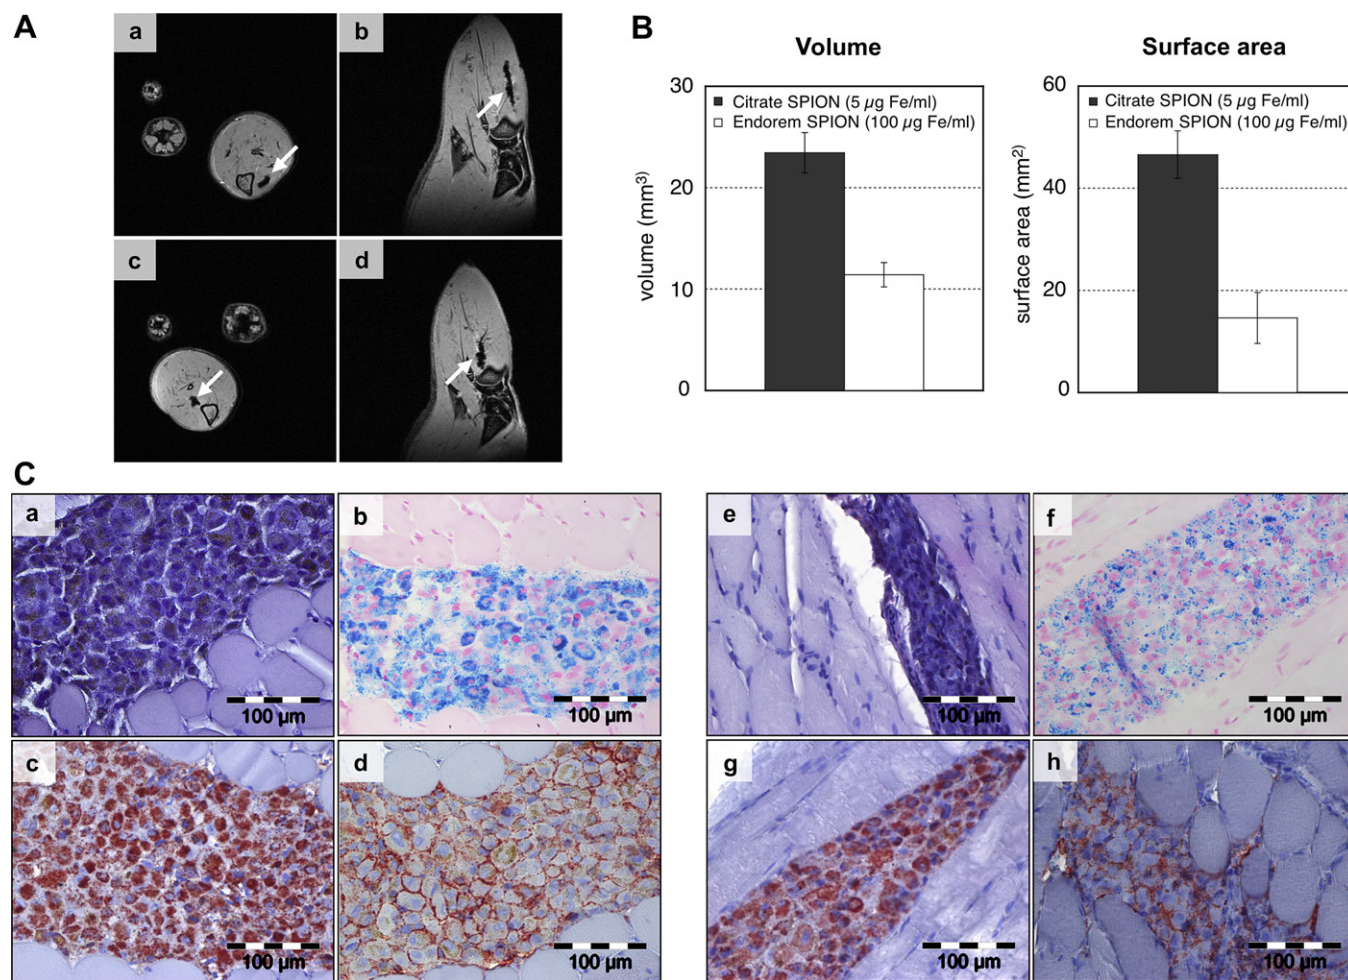 A
a
b
c
d
B
Volume
30
20
10
0
volume (mm³)
Citrate SPION (5 µg Fe/ml)
Endorem SPION (100 µg Fe/ml)
Surface area
60
40
20
0
surface area (mm²)
Citrate SPION (5 µg Fe/ml)
Endorem SPION (100 µg Fe/ml)
C
a
100 µm
b
100 µm
e
100 µm
f
100 µm
c
100 µm
d
100 µm
g
100 µm
h
100 µm